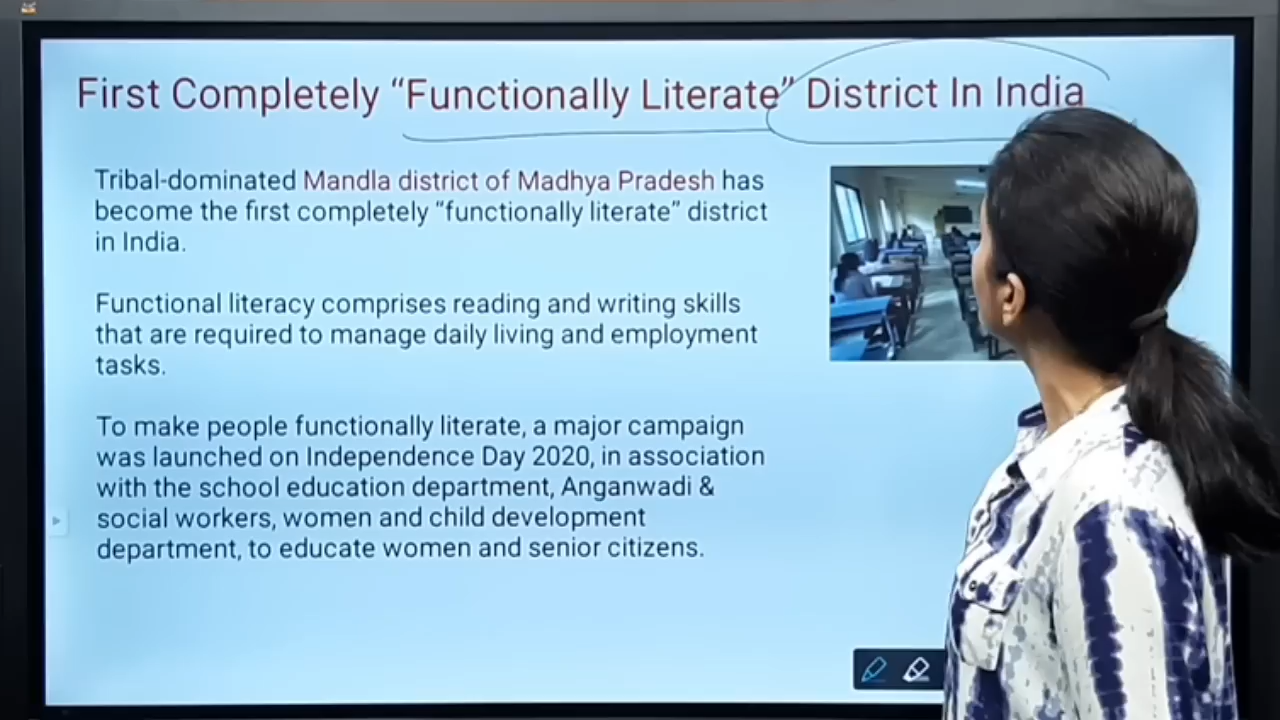 First Completely “Functionally Literate” District In India
Tribal-dominated Mandla district of Madhya Pradesh has
become the first completely “functionally literate” district
in India.
Functional literacy comprises reading and writing skills
that are required to manage daily living and employment
tasks.
To make people functionally literate, a major campaign
was launched on Independence Day 2020, in association
with the school education department, Anganwadi &
social workers, women and child development
department, to educate women and senior citizens.